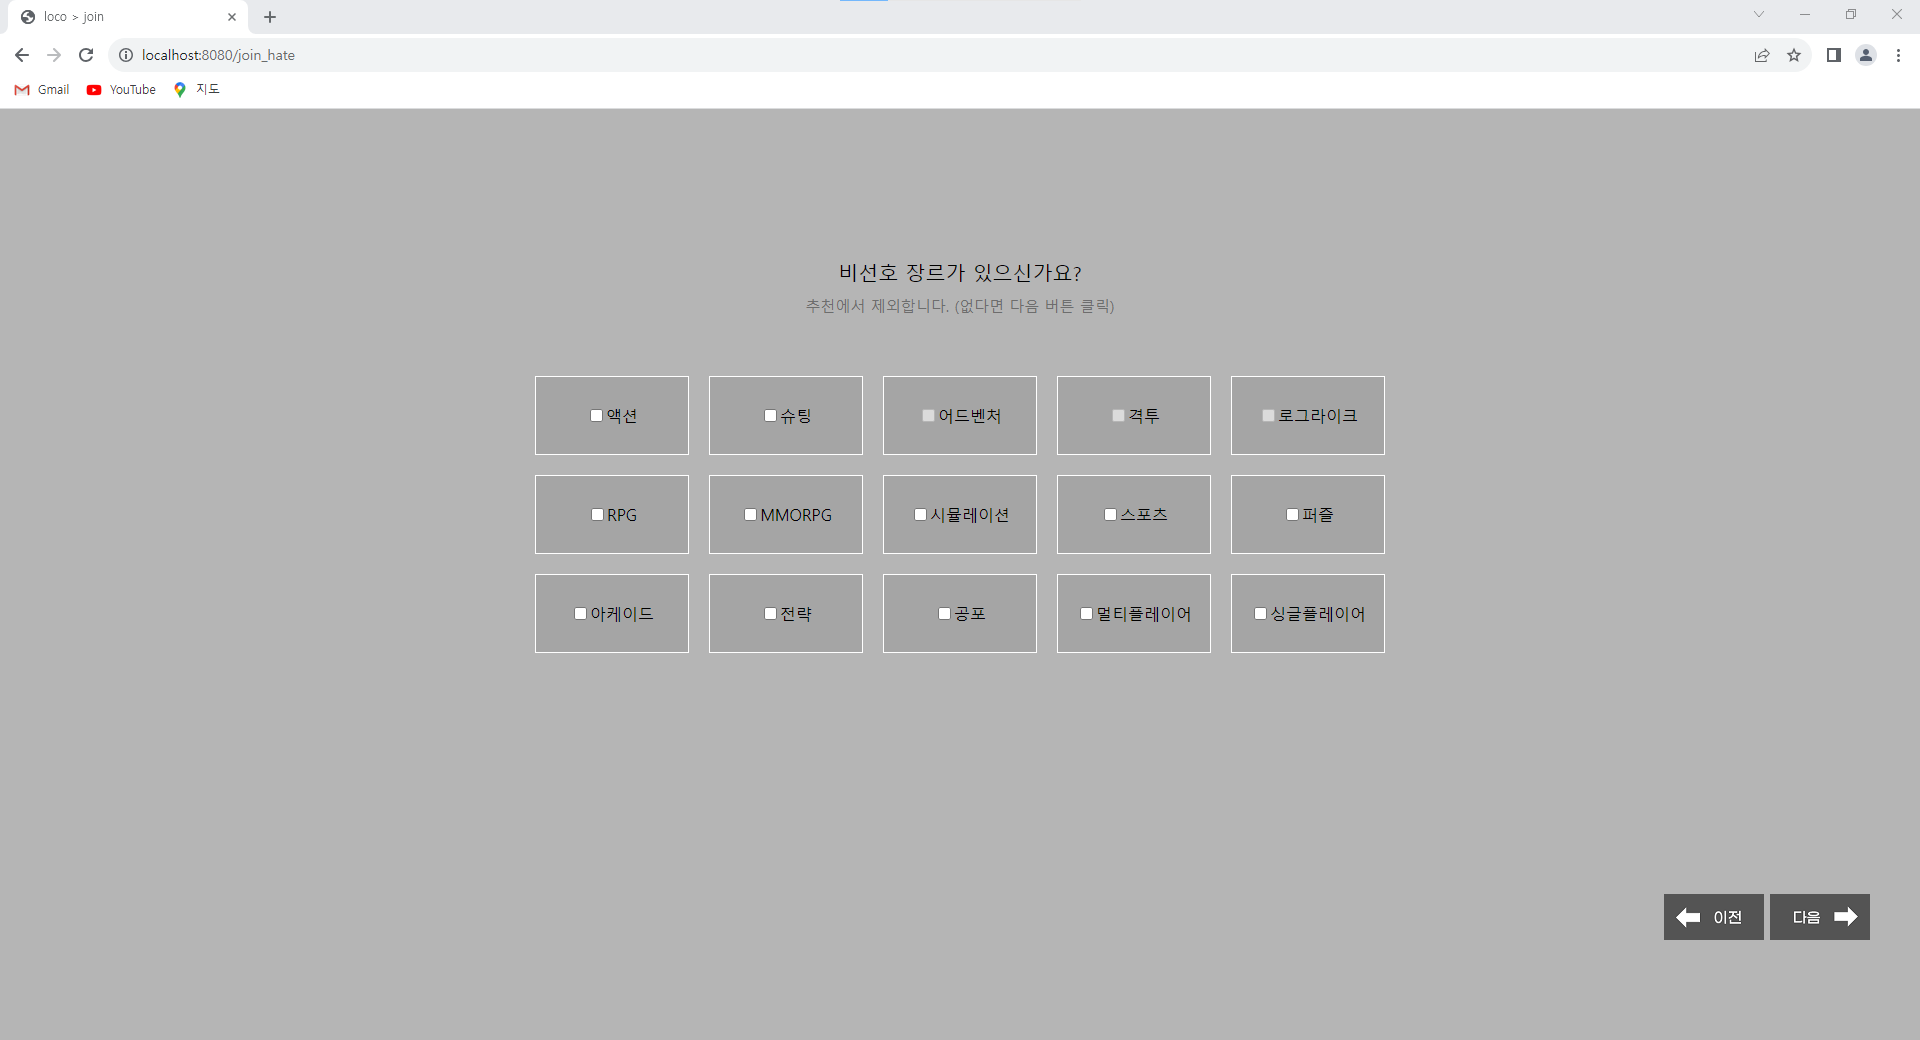 loco > join
localhost:8080/join_hate
Gmail YouTube 지도
비선호 장르가 있으신가요?
추천에서 제외합니다. (없다면 다음 버튼 클릭)
액션 슈팅 어드벤처 격투 로그라이크
RPG MMORPG 시뮬레이션 스포츠 퍼즐
아케이드 전략 공포 멀티플레이어 싱글플레이어
이전 다음